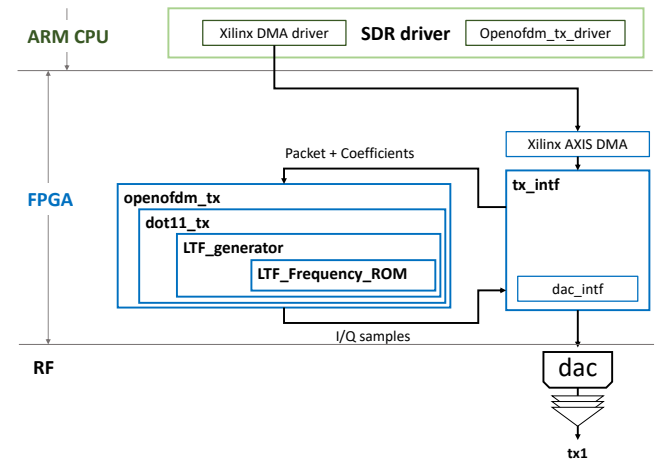 ARM CPU
Xilinx DMA driver
SDR driver
Openofdm_tx_driver
Xilinx AXIS DMA
Packet + Coefficients
tx_intf
FPGA
openofdm_tx
dot11_tx
LTF_generator
LTF_Frequency_ROM
dac_intf
I/Q samples
RF
dac
tx1